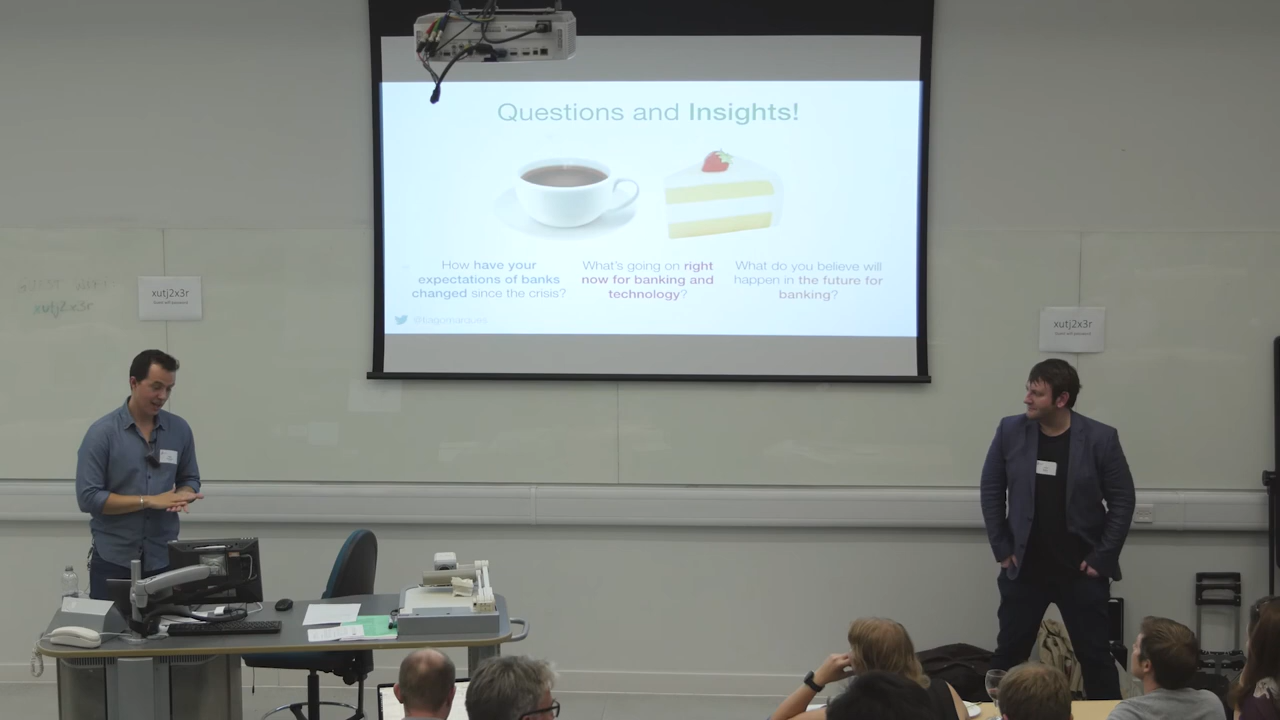 Questions and Insights!
How have your
expectations of banks
changed since the crisis?
What's going on right
now for banking and
technology?
What do you believe will
happen in the future for
banking?
xutj2x3r
xutj2x3r
xutj2x3r